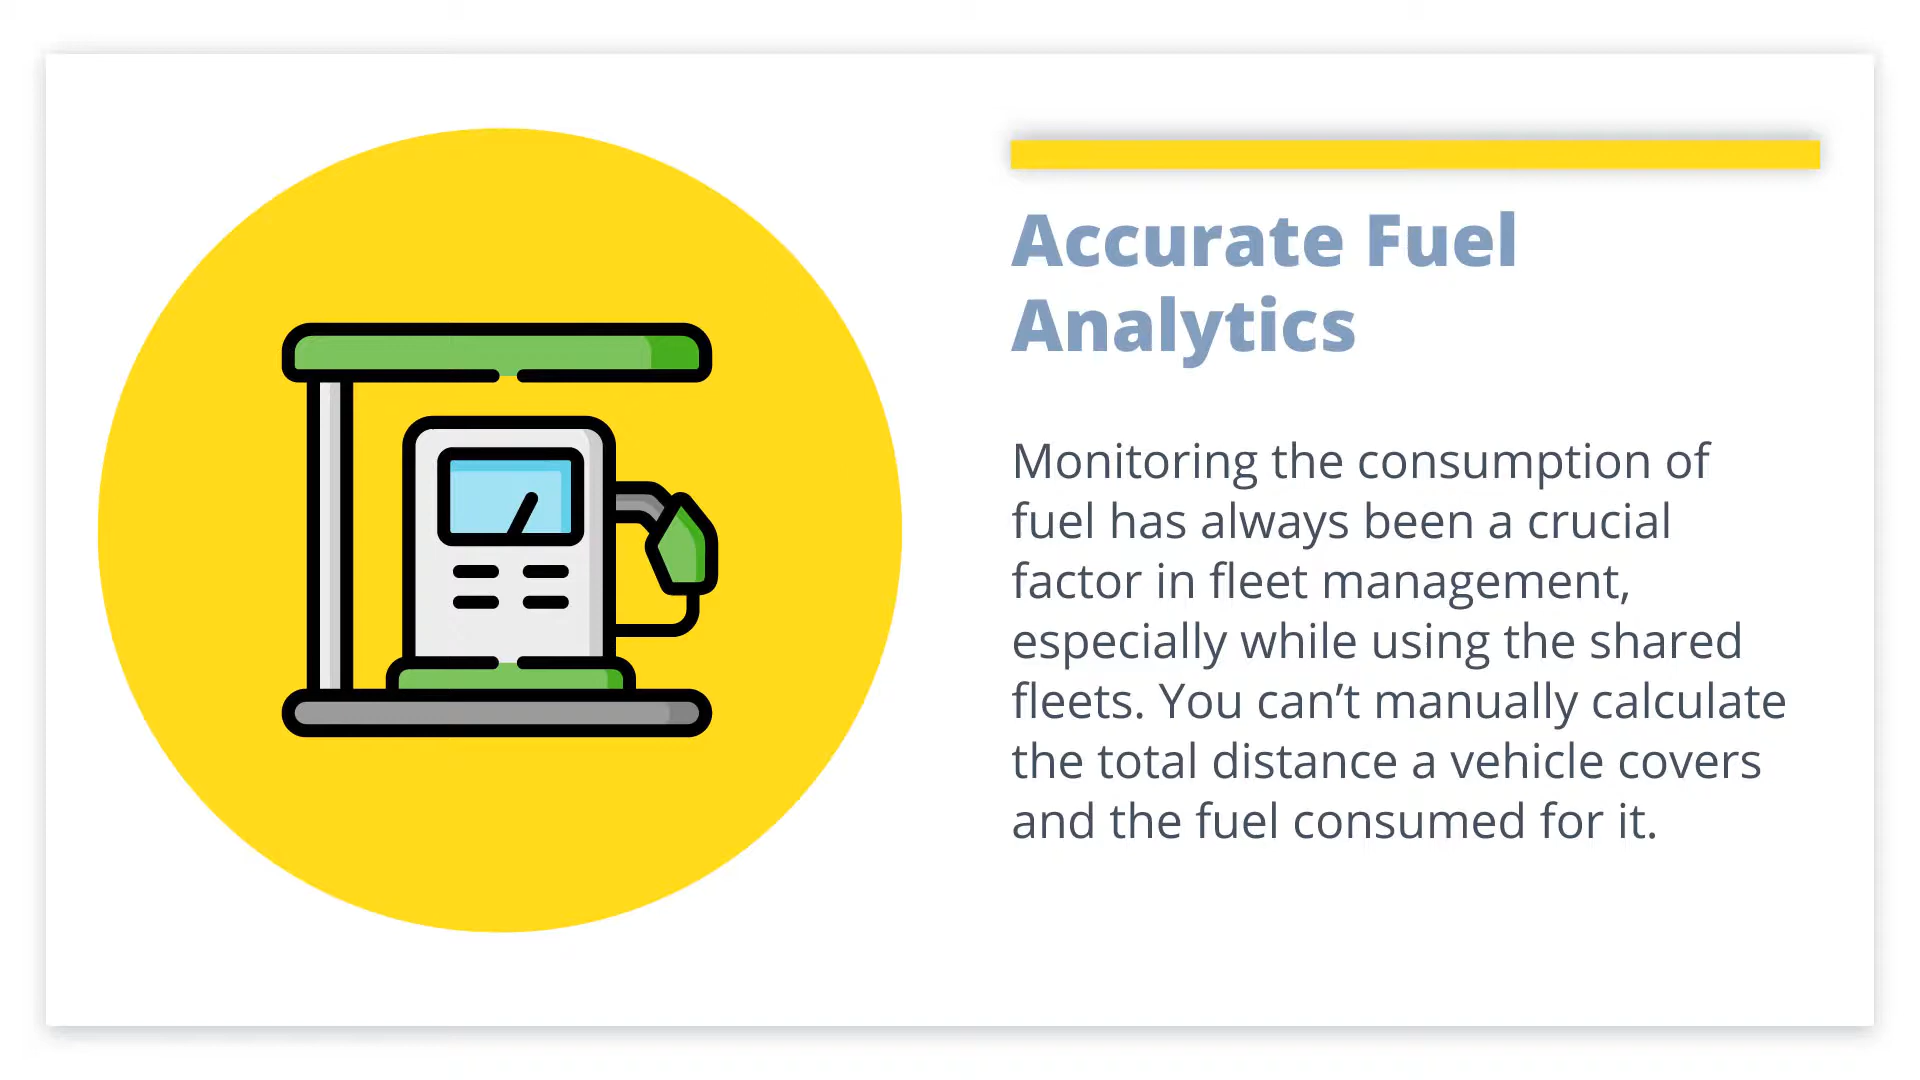 Accurate Fuel
Analytics
Monitoring the consumption of
fuel has always been a crucial
factor in fleet management,
especially while using the shared
fleets. You can’t manually calculate
the total distance a vehicle covers
and the fuel consumed for it.